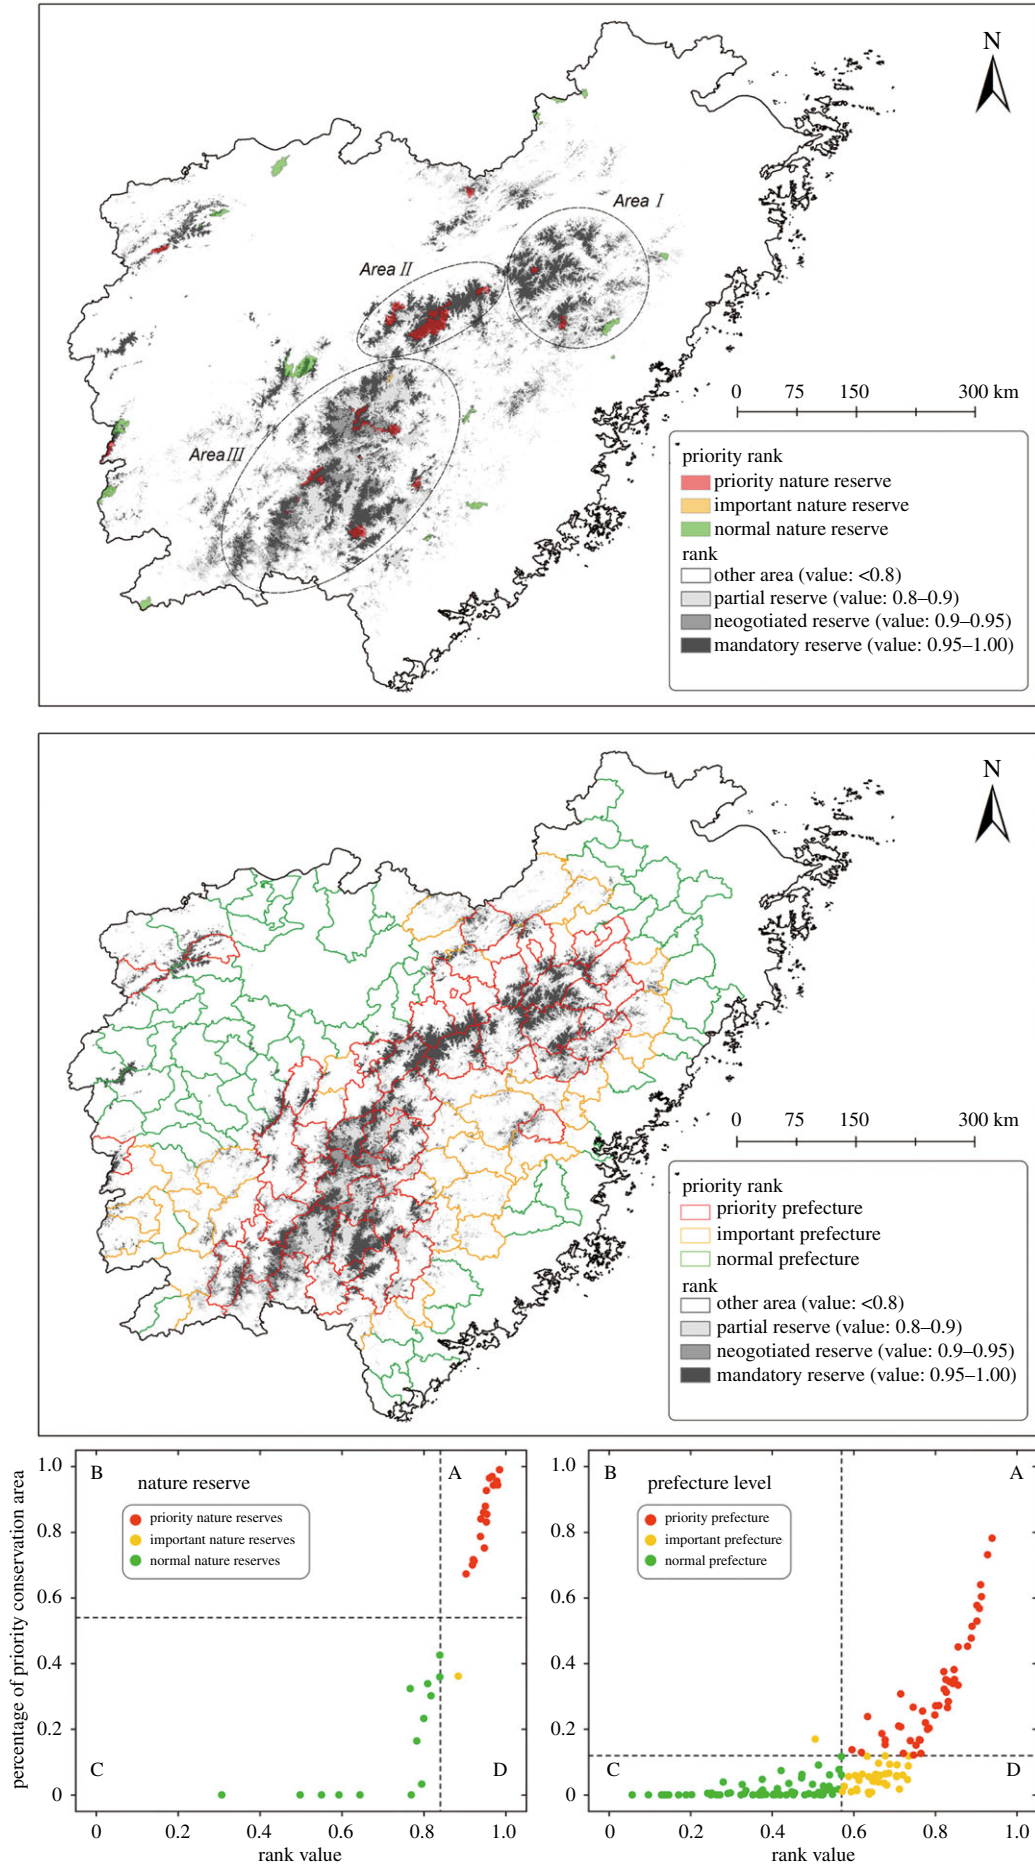 N
Area I
Area II
Area III
0 75 150 300 km
priority rank
priority nature reserve
important nature reserve
normal nature reserve
rank
other area (value: <0.8)
partial reserve (value: 0.8–0.9)
neogotiated reserve (value: 0.9–0.95)
mandatory reserve (value: 0.95–1.00)
N
0 75 150 300 km
priority rank
priority prefecture
important prefecture
normal prefecture
rank
other area (value: <0.8)
partial reserve (value: 0.8–0.9)
neogotiated reserve (value: 0.9–0.95)
mandatory reserve (value: 0.95–1.00)
percentage of priority conservation area
1.0
0.8
0.6
0.4
0.2
0
B
A
nature reserve
priority nature reserves
important nature reserves
normal nature reserves
C
D
0 0.2 0.4 0.6 0.8 1.0
rank value
1.0
0.8
0.6
0.4
0.2
0
B
A
prefecture level
priority prefecture
important prefecture
normal prefecture
C
D
0 0.2 0.4 0.6 0.8 1.0
rank value